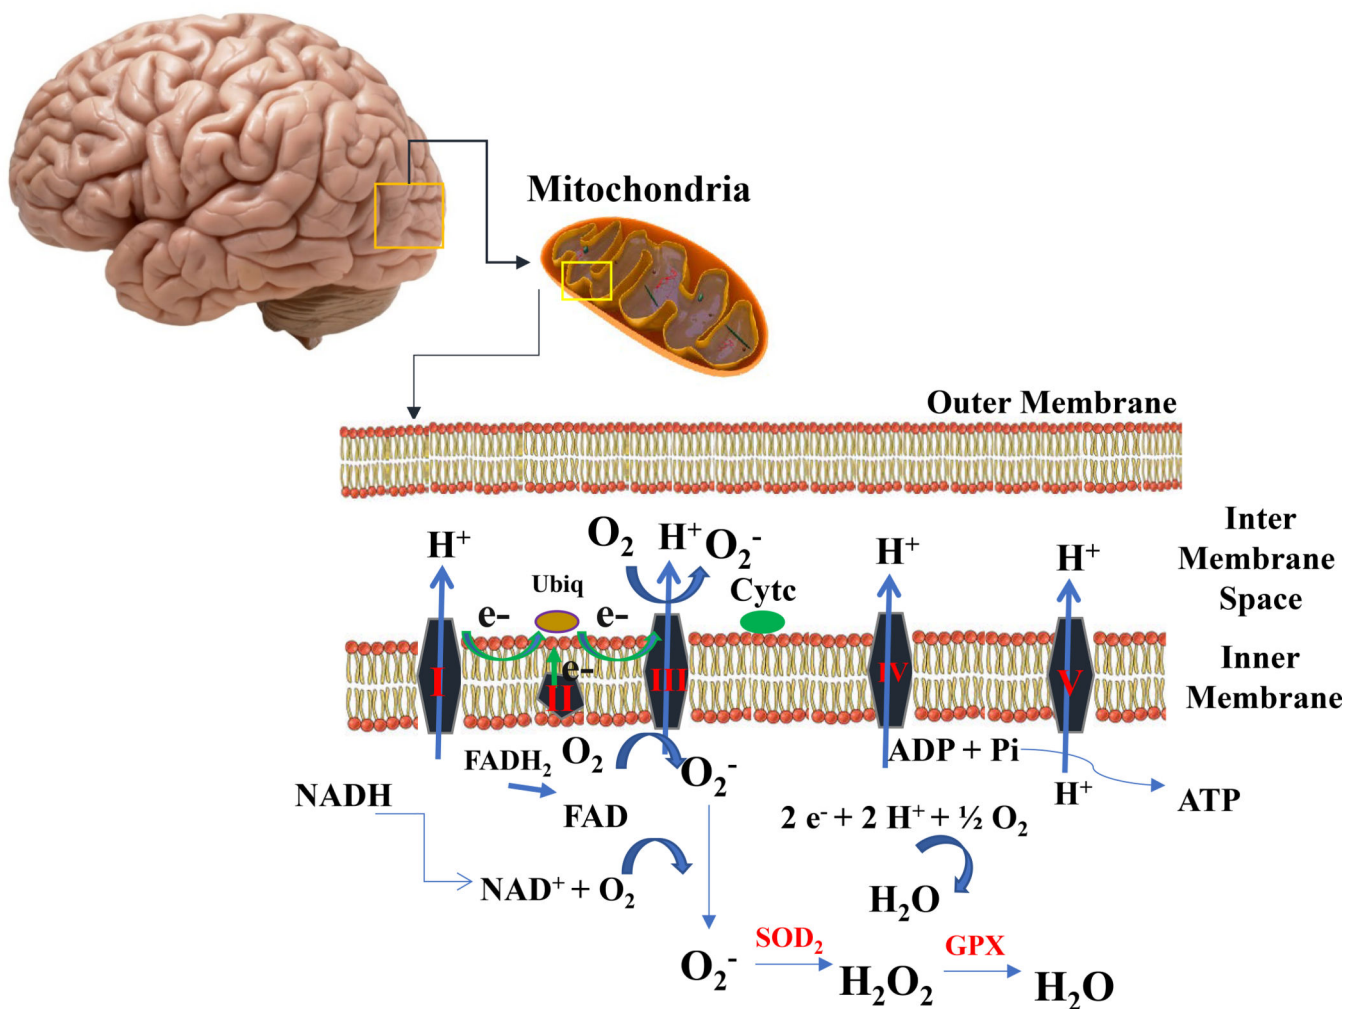 Mitochondria
Outer Membrane
Inter
Membrane
Space
H⁺
O₂
H⁺
O₂⁻
H⁺
H⁺
Ubiq
Cytc
e-
e-
e-
I
II
III
IV
V
Inner
Membrane
FADH₂
O₂
O₂⁻
ADP + Pi
H⁺
ATP
NADH
FAD
2 e⁻ + 2 H⁺ + ½ O₂
NAD⁺ + O₂
H₂O
O₂⁻
SOD₂
H₂O₂
GPX
H₂O